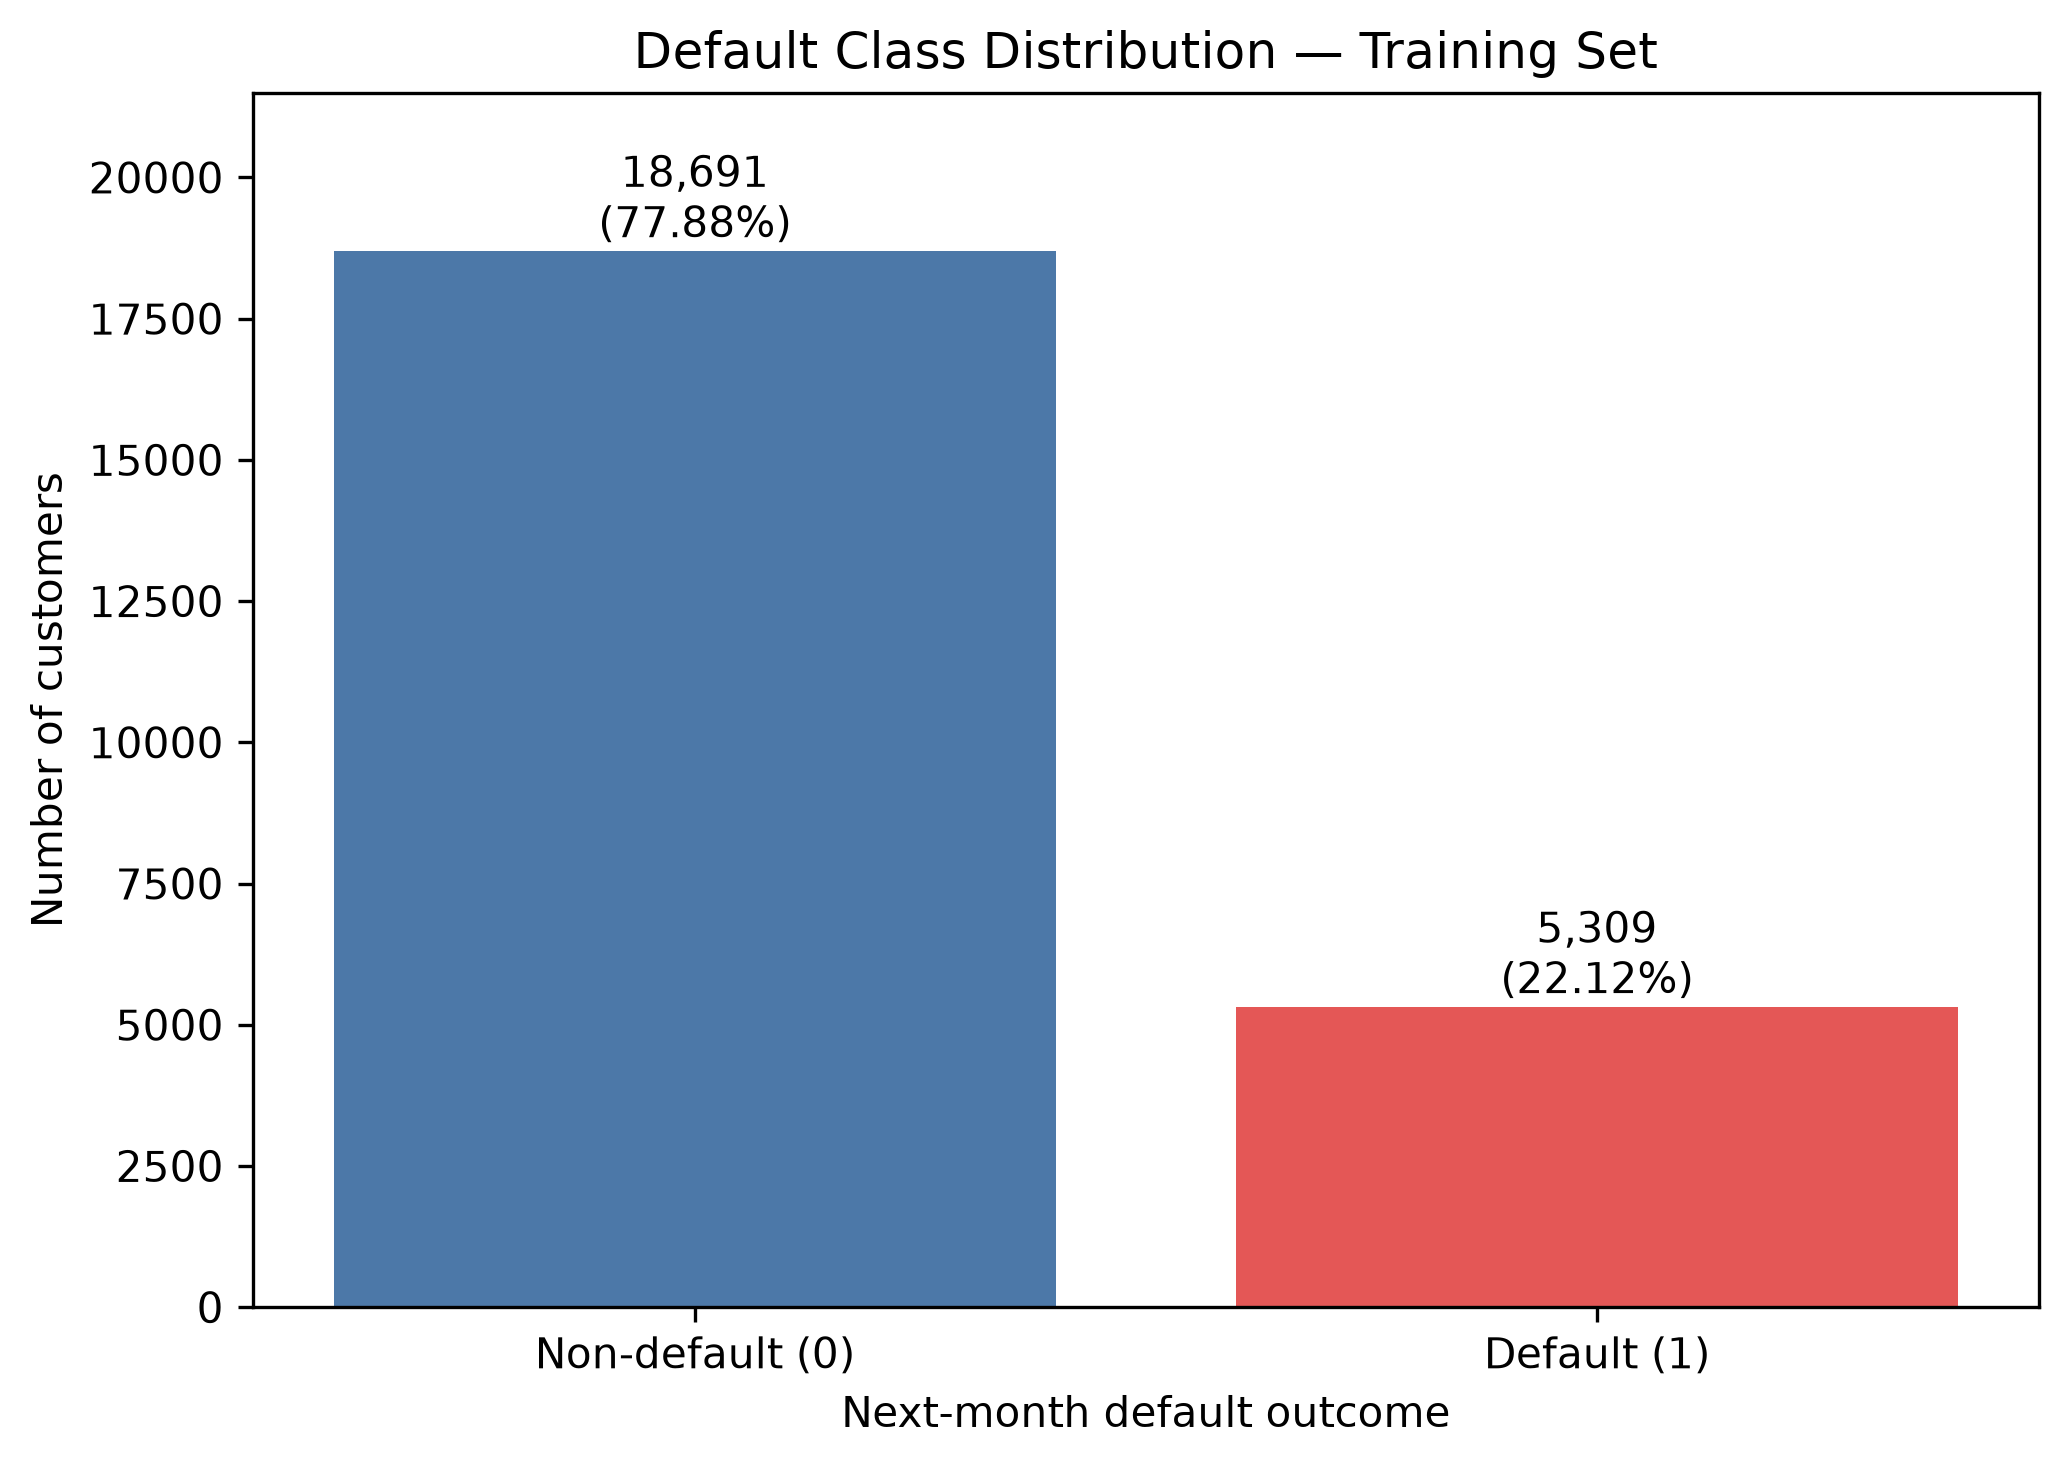 Default Class Distribution — Training Set
Number of customers
20000
17500
15000
12500
10000
7500
5000
2500
0
18,691
(77.88%)
5,309
(22.12%)
Non-default (0)
Default (1)
Next-month default outcome